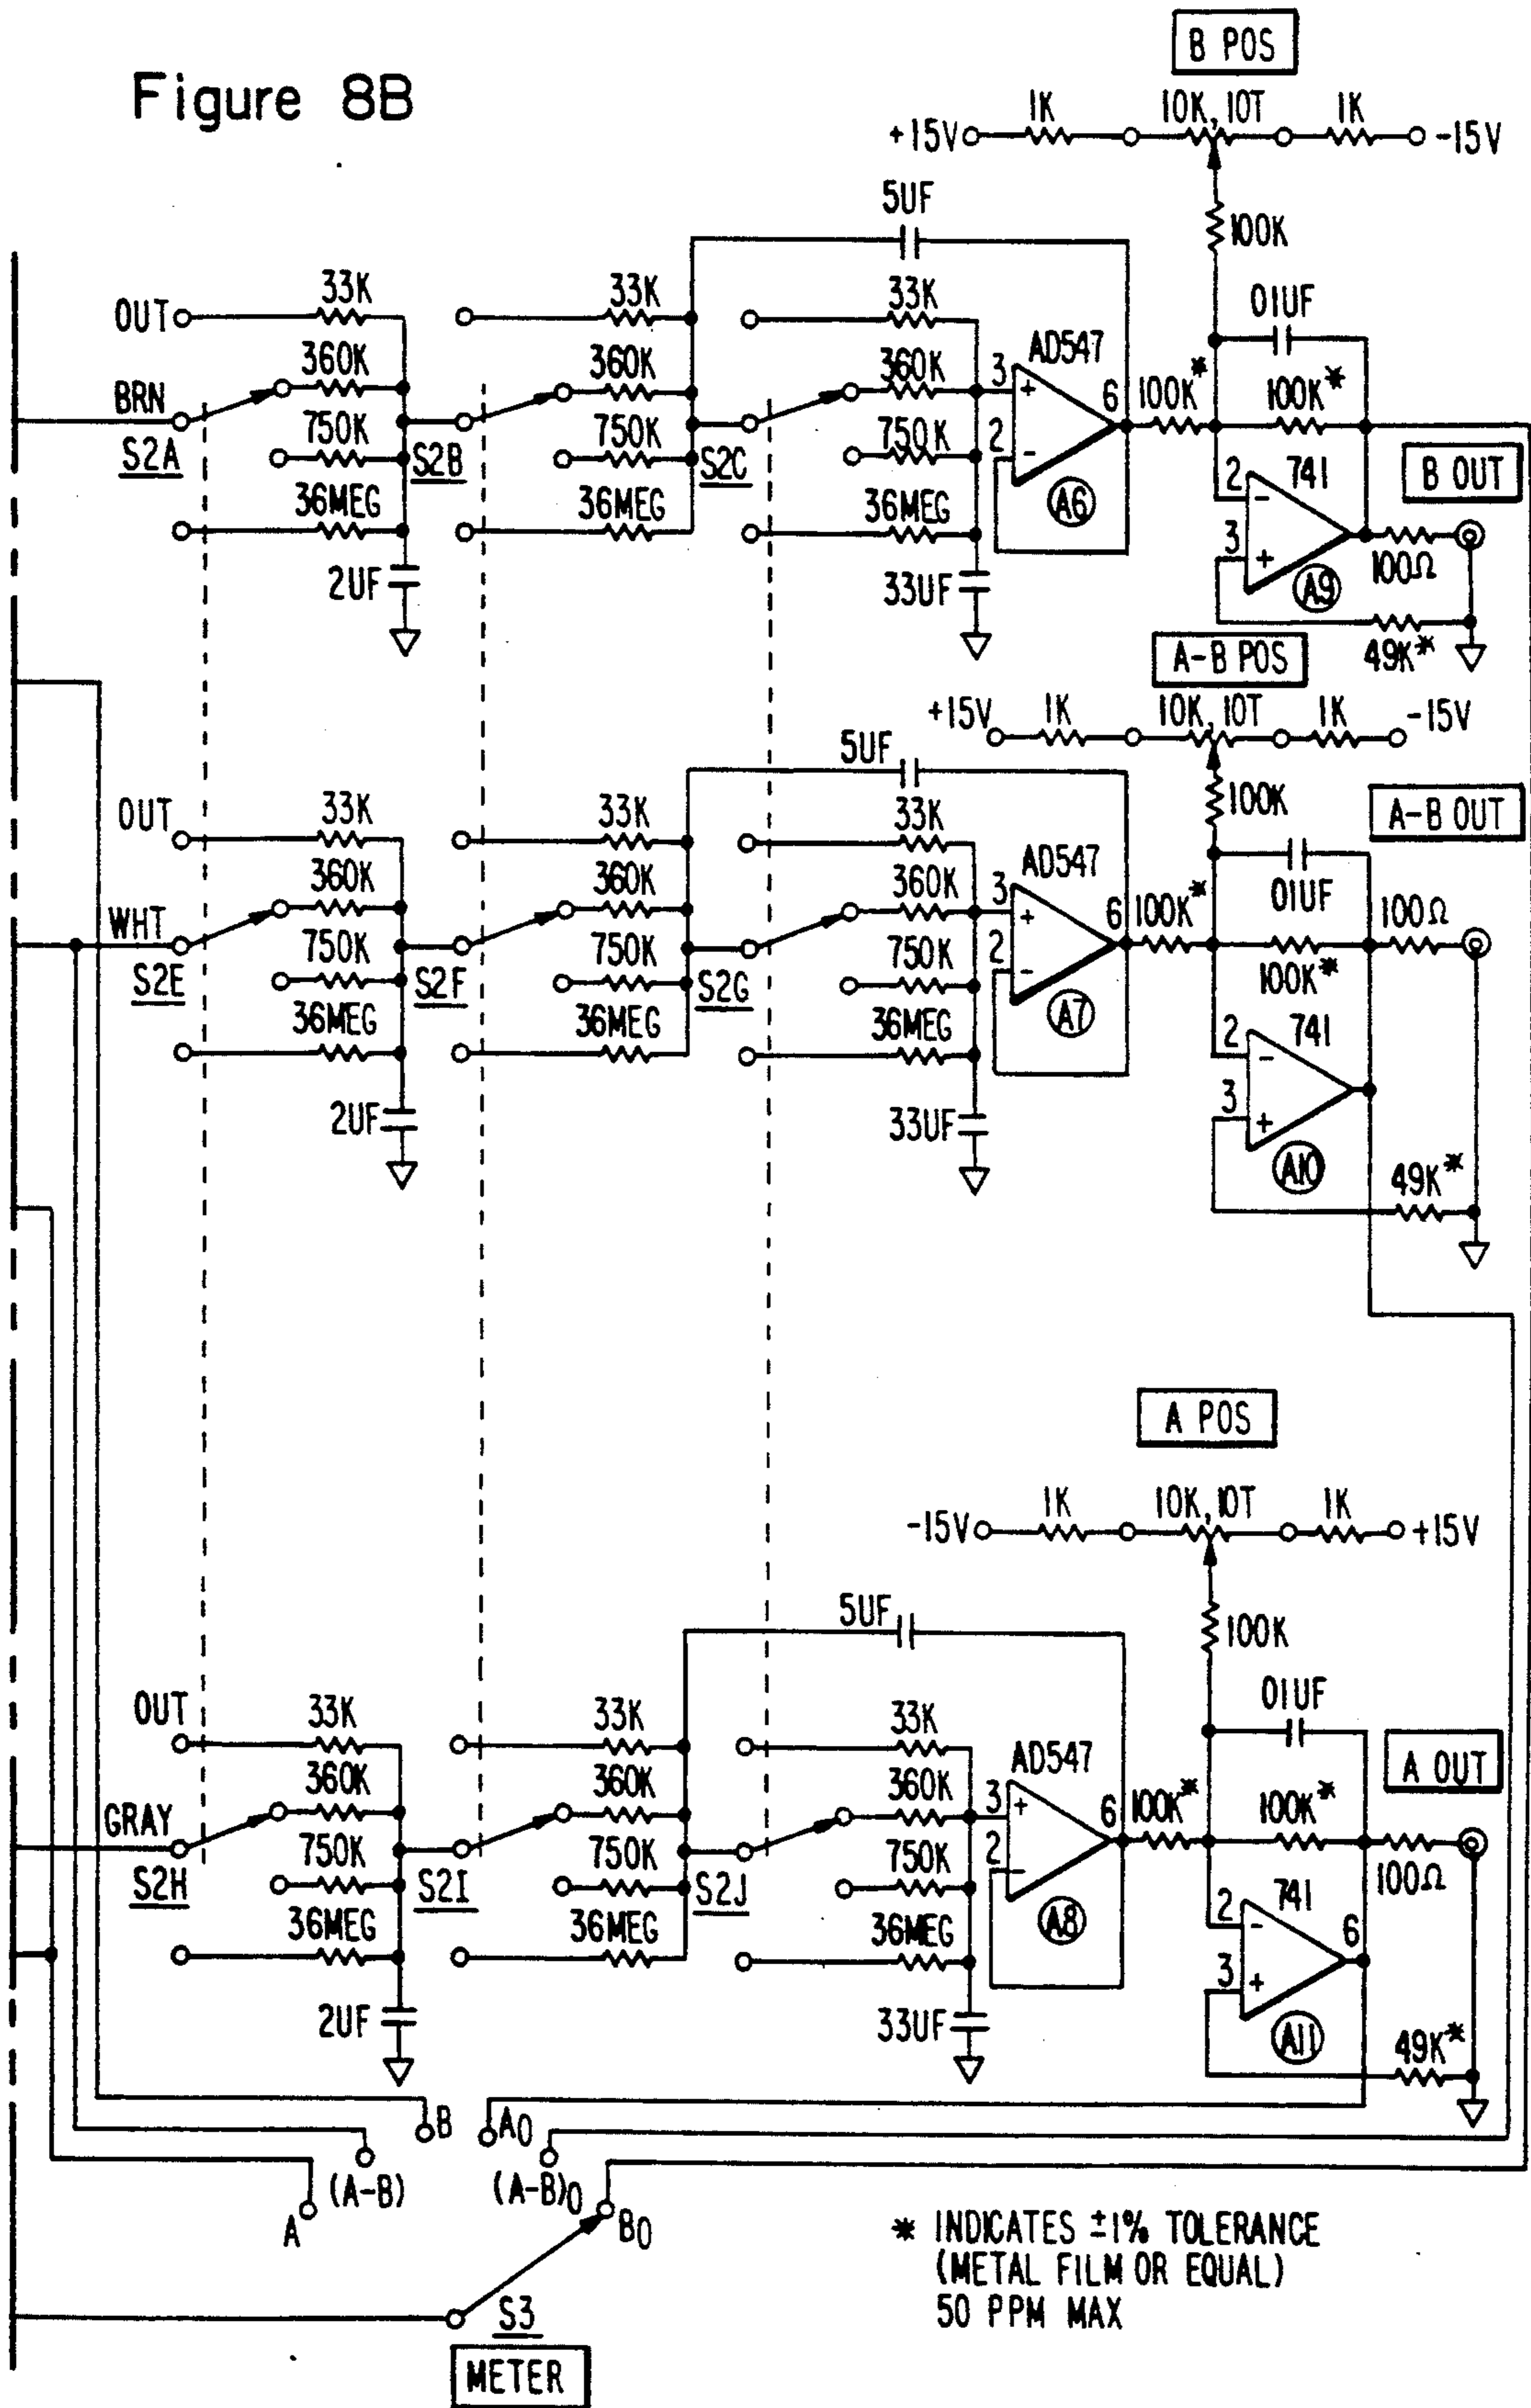 Figure 8B
B POS
+15V 1K 10K, 10T 1K -15V
5UF
100K
OUT 33K 33K 33K 01UF
360K 360K 360K AD547 100K* 100K*
BRN 3 + 6
S2A 750K S2B 750K S2C 750K 2 - A6 2 - 741 B OUT
36MEG 36MEG 36MEG 3 + A9 100Ω
2UF 33UF 49K*
A-B POS
+15V 1K 10K, 10T 1K -15V
5UF
100K A-B OUT
OUT 33K 33K 33K
360K 360K 360K AD547 01UF
WHT 3 + 6 100K* 100Ω
S2E 750K S2F 750K S2G 750K 2 - A7 100K*
36MEG 36MEG 36MEG 2 - 741
2UF 33UF 3 + A10 49K*
A POS
-15V 1K 10K, 10T 1K +15V
5UF
100K
OUT 33K 33K 33K 01UF
360K 360K 360K AD547 A OUT
GRAY 3 + 6 100K* 100K*
S2H 750K S2I 750K S2J 750K 2 - A8 100Ω
36MEG 36MEG 36MEG 2 - 741 6
2UF 33UF 3 + A11 49K*
B A0
(A-B) (A-B)0
A B0
S3
METER
* INDICATES ±1% TOLERANCE
(METAL FILM OR EQUAL)
50 PPM MAX